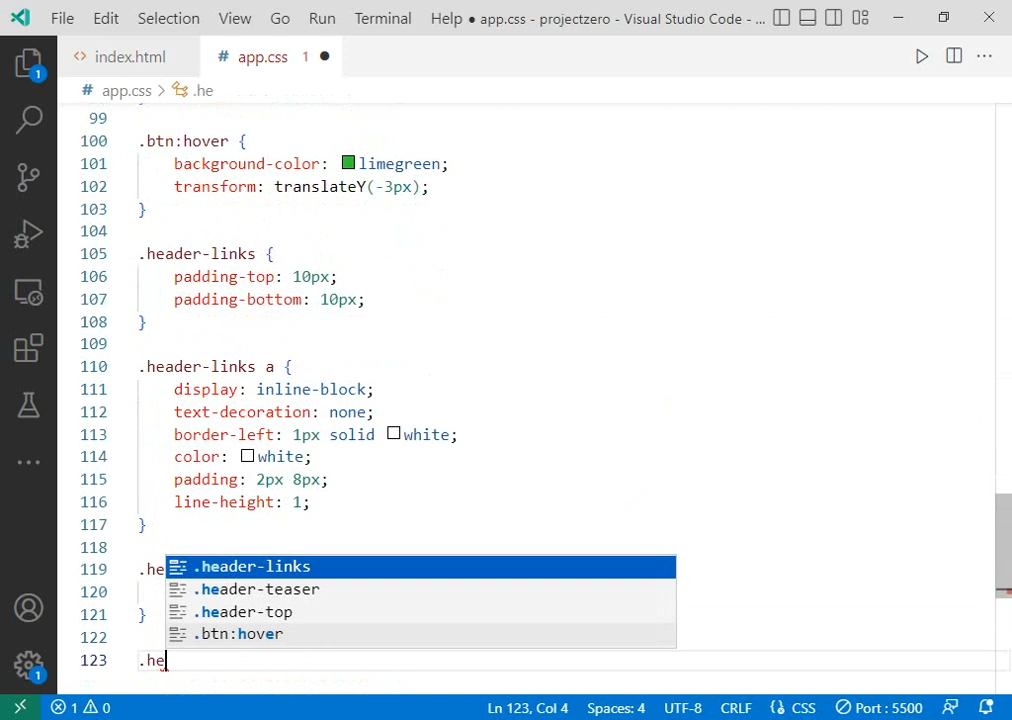 File Edit Selection View Go Run Terminal Help ● app.css - projectzero - Visual Studio Code - ...
<> index.html # app.css 1 ●
# app.css > .he
99
100 .btn:hover {
101 background-color: limegreen;
102 transform: translateY(-3px);
103 }
104
105 .header-links {
106 padding-top: 10px;
107 padding-bottom: 10px;
108 }
109
110 .header-links a {
111 display: inline-block;
112 text-decoration: none;
113 border-left: 1px solid white;
114 color: white;
115 padding: 2px 8px;
116 line-height: 1;
117 }
118
119 .he
.header-links
120
.header-teaser
121 }
.header-top
122
.btn:hover
123 .he
1
1
1 0 Ln 123, Col 4 Spaces: 4 UTF-8 CRLF {} CSS Port : 5500